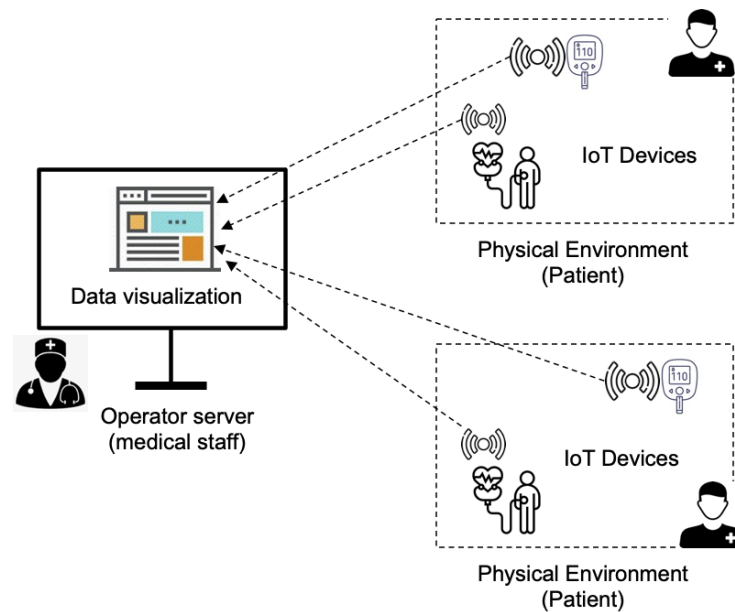 110
IoT Devices
Physical Environment
(Patient)
Data visualization
Operator server
(medical staff)
110
IoT Devices
Physical Environment
(Patient)